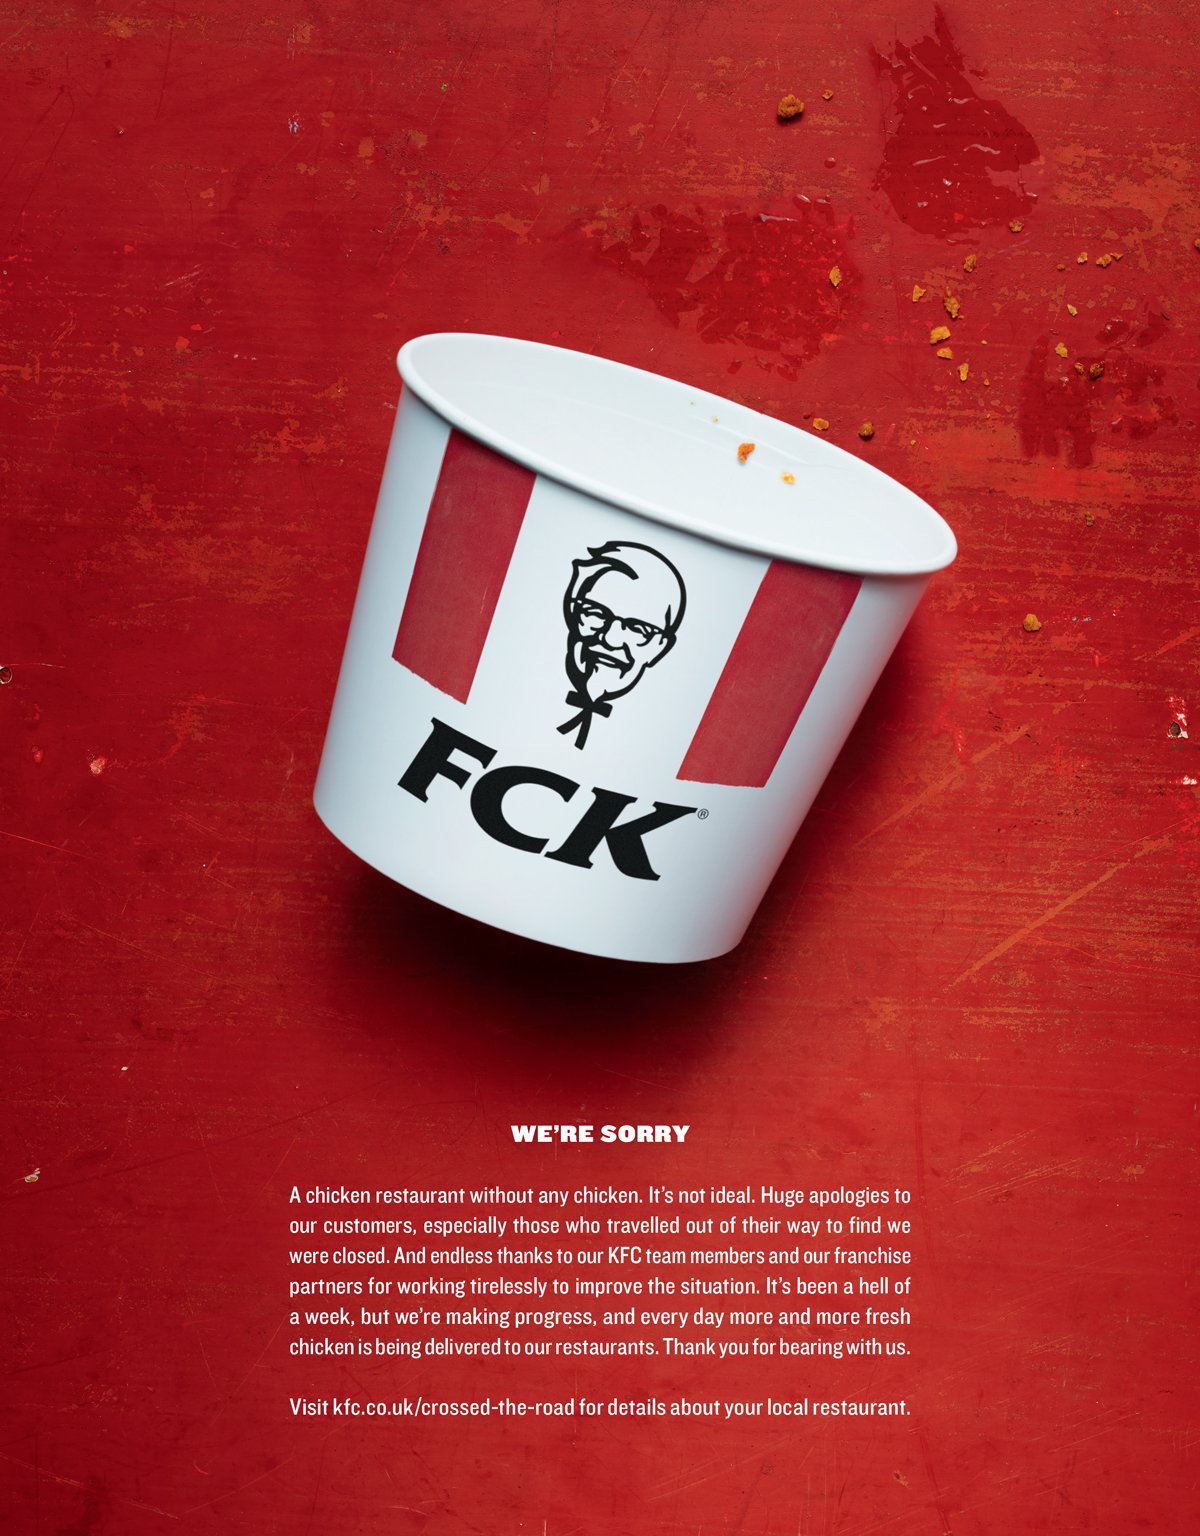 FCK®
WE’RE SORRY
A chicken restaurant without any chicken. It’s not ideal. Huge apologies to
our customers, especially those who travelled out of their way to find we
were closed. And endless thanks to our KFC team members and our franchise
partners for working tirelessly to improve the situation. It’s been a hell of
a week, but we’re making progress, and every day more and more fresh
chicken is being delivered to our restaurants. Thank you for bearing with us.
Visit kfc.co.uk/crossed-the-road for details about your local restaurant.